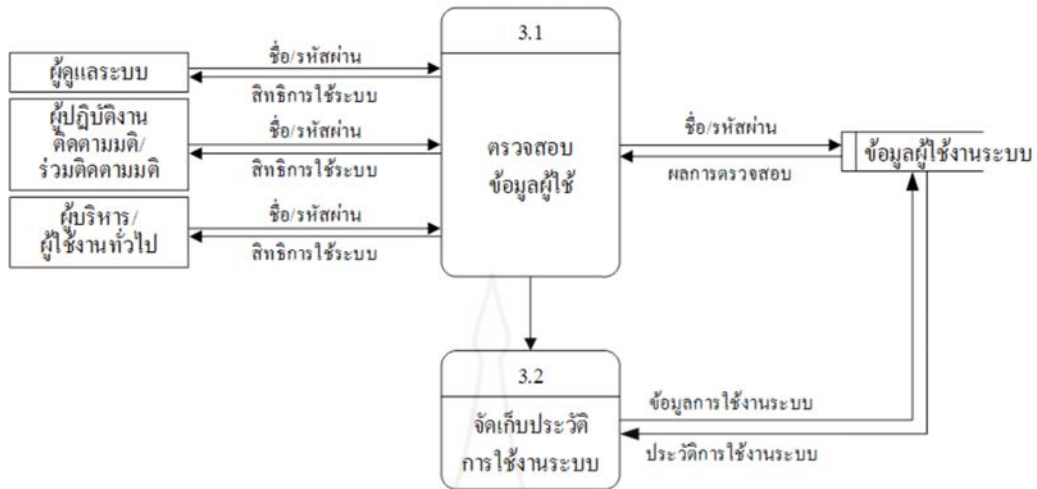 3.1
ชื่อ/รหัสผ่าน
ผู้ดูแลระบบ
สิทธิการใช้ระบบ
ผู้ปฏิบัติงาน
ติดตามมติ/
ร่วมติดตามมติ
ชื่อ/รหัสผ่าน
สิทธิการใช้ระบบ
ผู้บริหาร/
ผู้ใช้งานทั่วไป
ชื่อ/รหัสผ่าน
สิทธิการใช้ระบบ
ตรวจสอบ
ข้อมูลผู้ใช้
ชื่อ/รหัสผ่าน
ผลการตรวจสอบ
ข้อมูลผู้ใช้งานระบบ
3.2
จัดเก็บประวัติ
การใช้งานระบบ
ข้อมูลการใช้งานระบบ
ประวัติการใช้งานระบบ